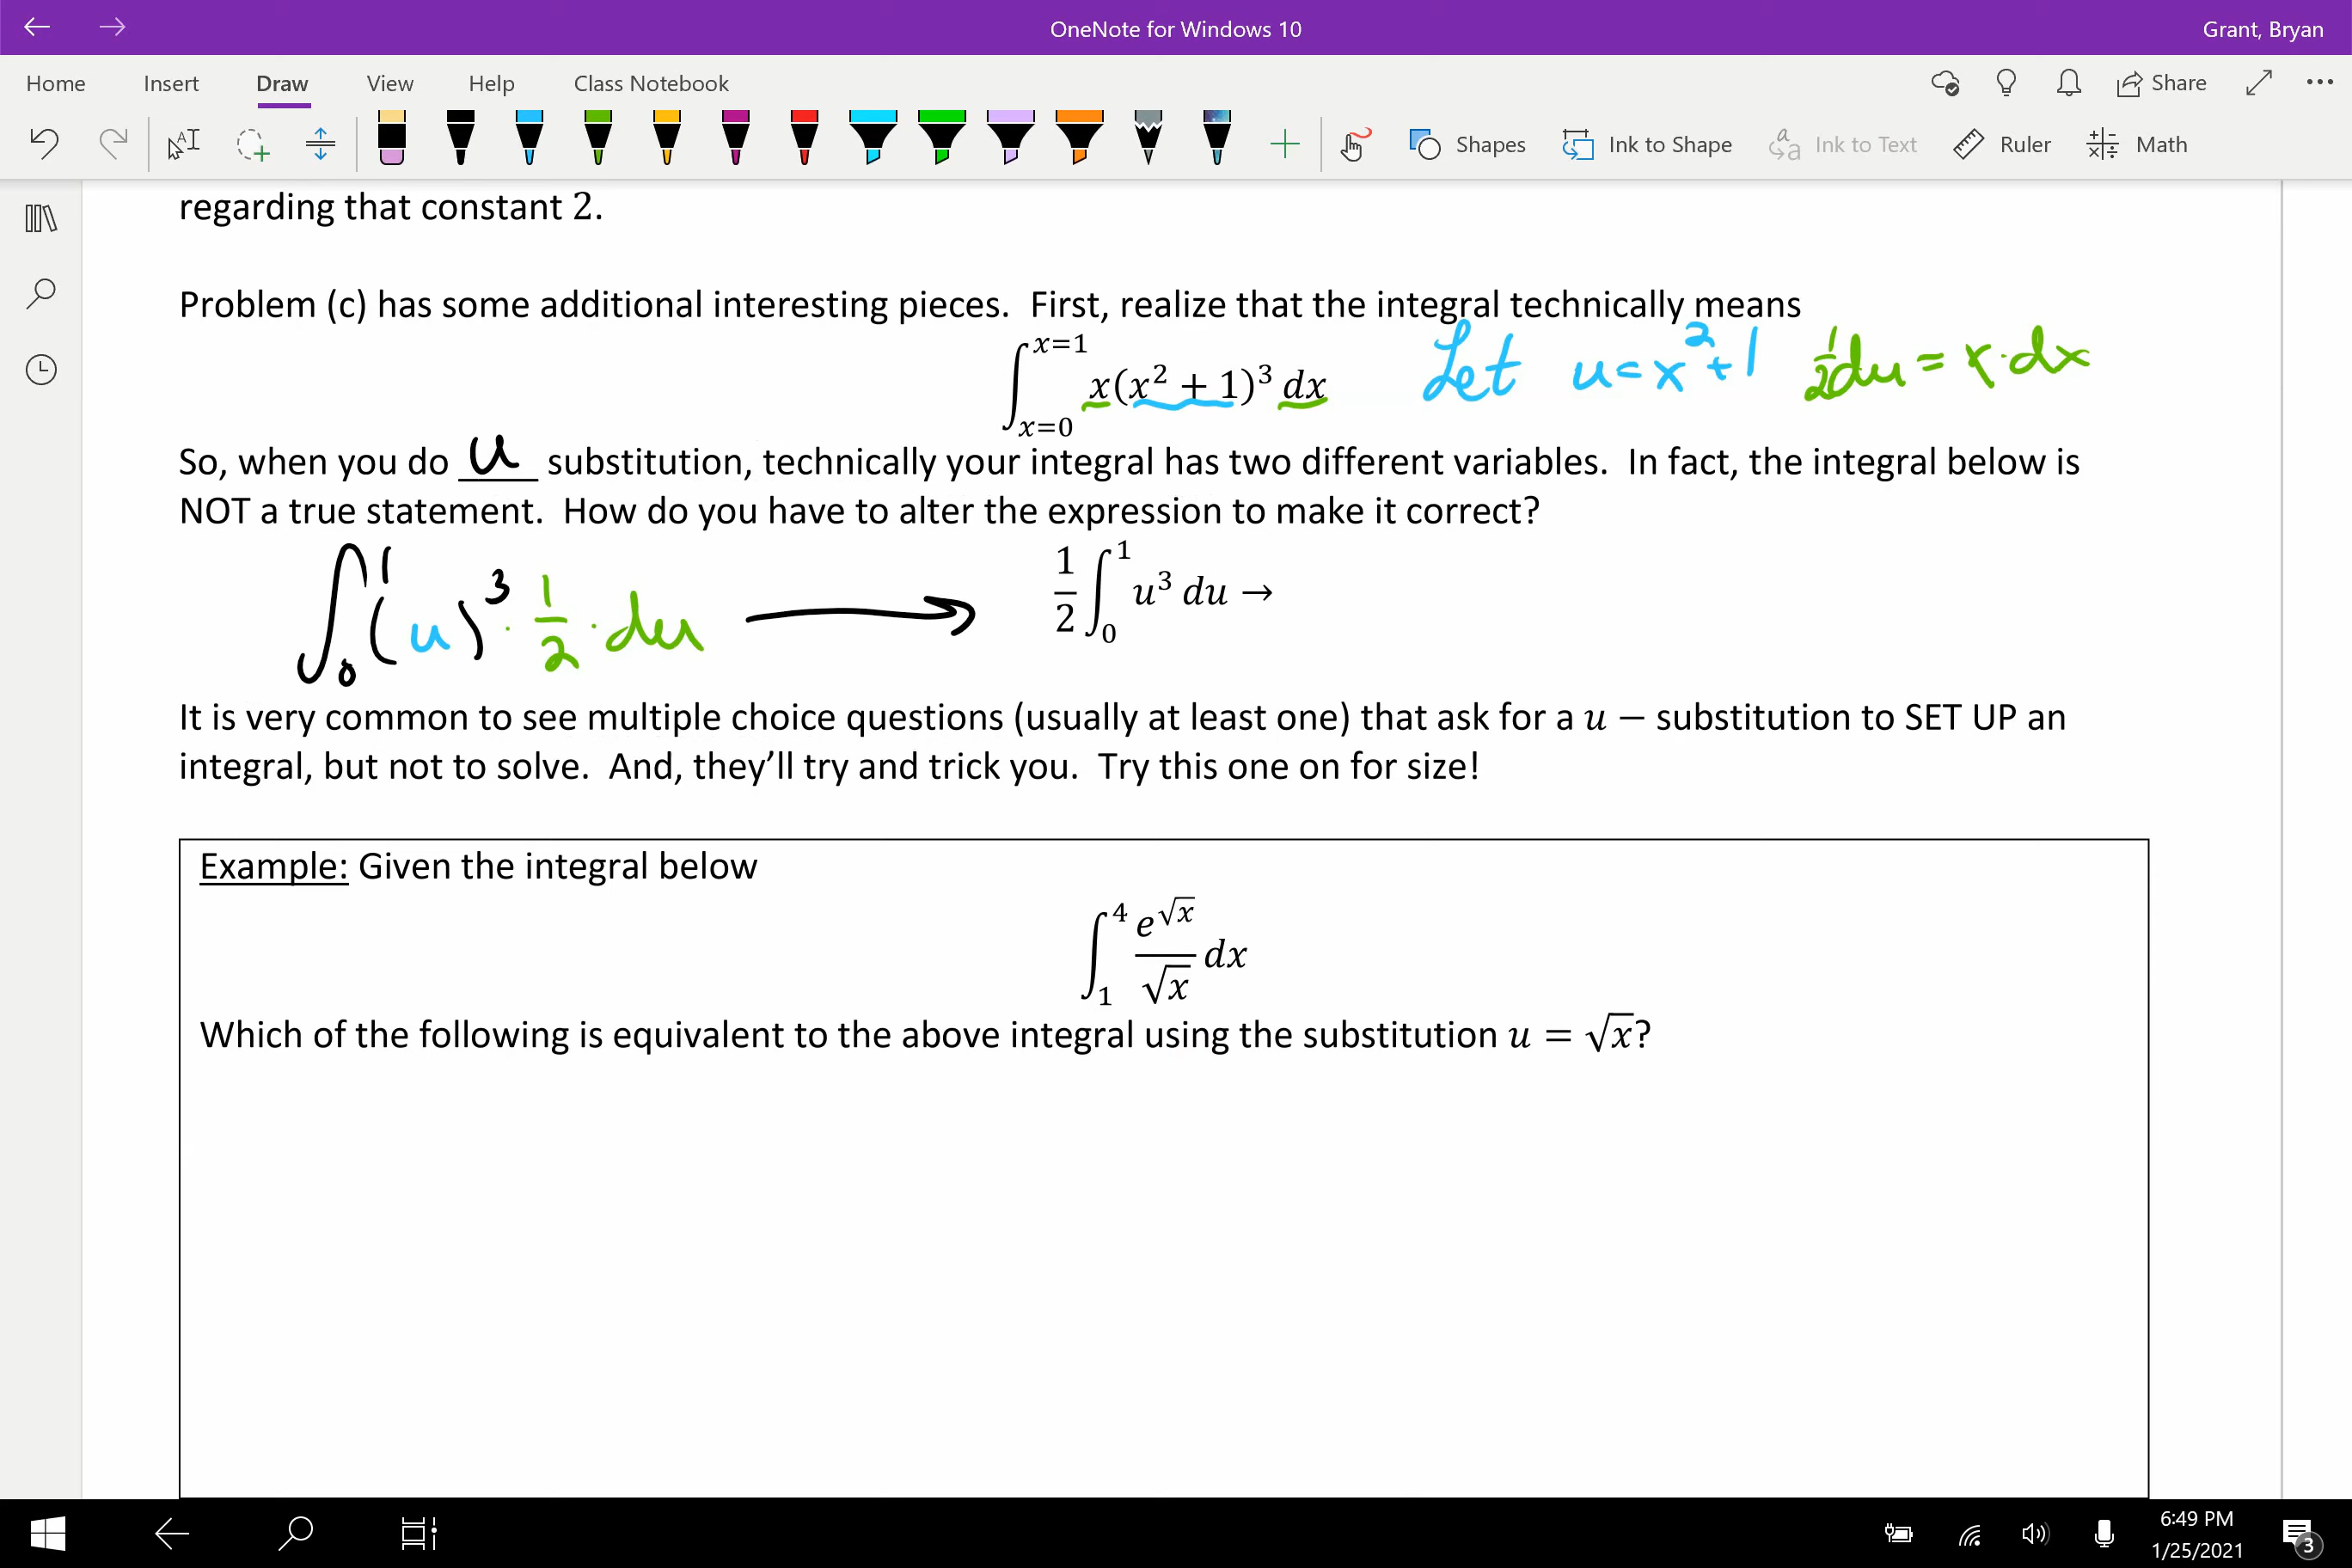 OneNote for Windows 10
Grant, Bryan
Home Insert Draw View Help Class Notebook Share
Shapes Ink to Shape Ink to Text Ruler Math
regarding that constant 2.
Problem (c) has some additional interesting pieces. First, realize that the integral technically means
∫_{x=0}^{x=1} x(x² + 1)³ dx Let u=x²+1 ½du = x·dx
So, when you do u substitution, technically your integral has two different variables. In fact, the integral below is
NOT a true statement. How do you have to alter the expression to make it correct?
∫₀¹ (u)³ · ½ · du ⟶ ½ ∫₀¹ u³ du →
It is very common to see multiple choice questions (usually at least one) that ask for a u − substitution to SET UP an
integral, but not to solve. And, they’ll try and trick you. Try this one on for size!
Example: Given the integral below
∫₁⁴ e^{√x}/√x dx
Which of the following is equivalent to the above integral using the substitution u = √x?
6:49 PM
1/25/2021
3